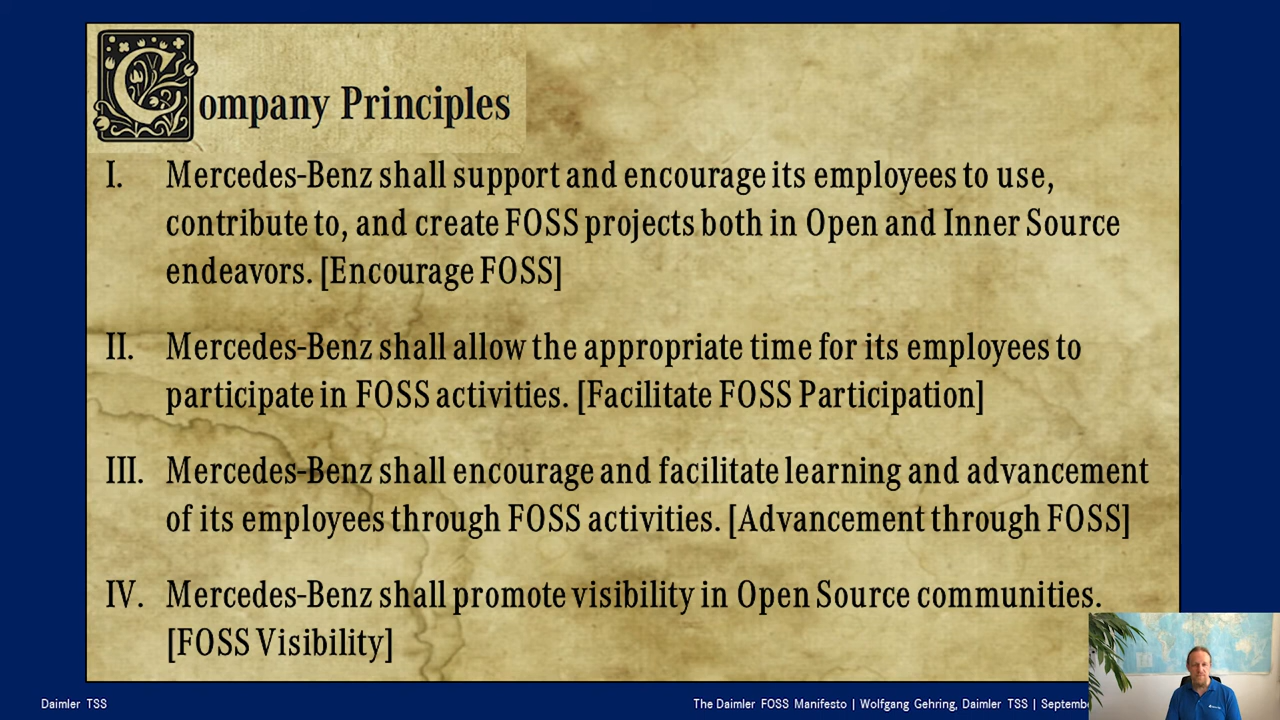 Company Principles
I. Mercedes-Benz shall support and encourage its employees to use,
contribute to, and create FOSS projects both in Open and Inner Source
endeavors. [Encourage FOSS]
II. Mercedes-Benz shall allow the appropriate time for its employees to
participate in FOSS activities. [Facilitate FOSS Participation]
III. Mercedes-Benz shall encourage and facilitate learning and advancement
of its employees through FOSS activities. [Advancement through FOSS]
IV. Mercedes-Benz shall promote visibility in Open Source communities.
[FOSS Visibility]
Daimler TSS
The Daimler FOSS Manifesto | Wolfgang Gehring, Daimler TSS |